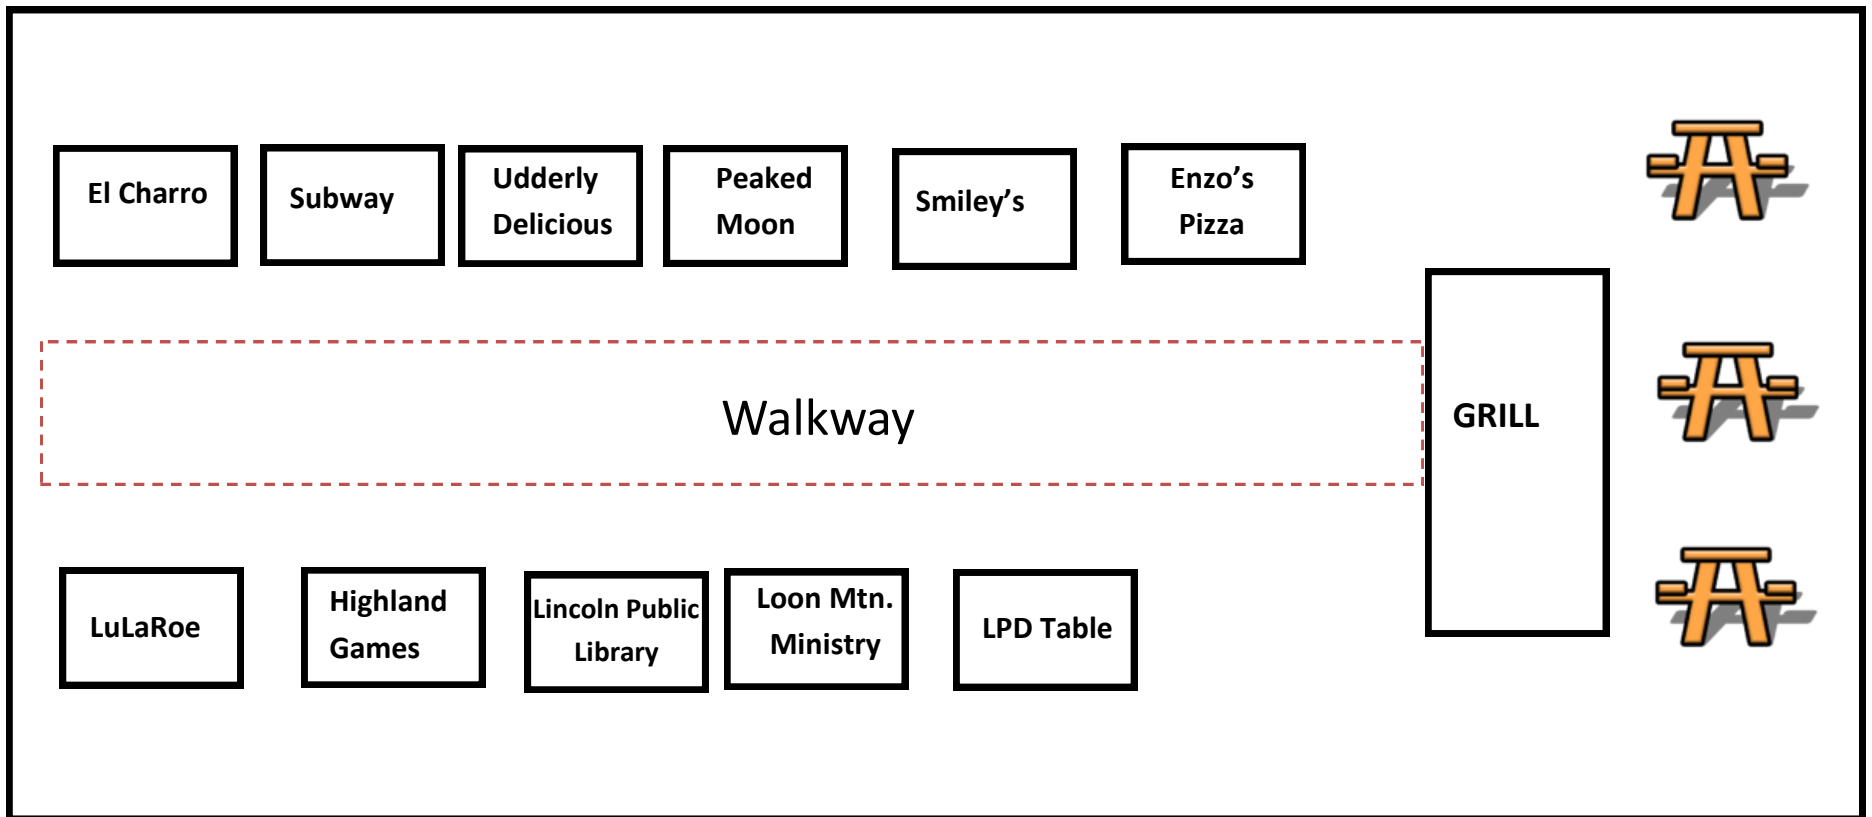 El Charro
Subway
Udderly
Delicious
Peaked
Moon
Smiley’s
Enzo’s
Pizza
Walkway
GRILL
LuLaRoe
Highland
Games
Lincoln Public
Library
Loon Mtn.
Ministry
LPD Table